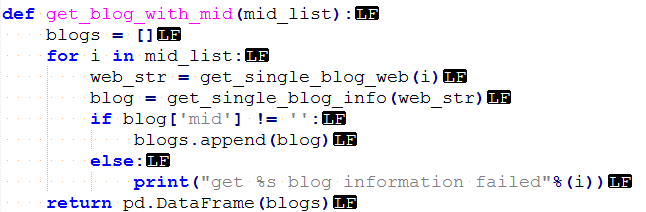 def get_blog_with_mid(mid_list):LF
    blogs = []LF
    for i in mid_list:LF
        web_str = get_single_blog_web(i)LF
        blog = get_single_blog_info(web_str)LF
        if blog['mid'] != '':LF
            blogs.append(blog)LF
        else:LF
            print("get %s blog information failed"%(i))LF
    return pd.DataFrame(blogs)LF